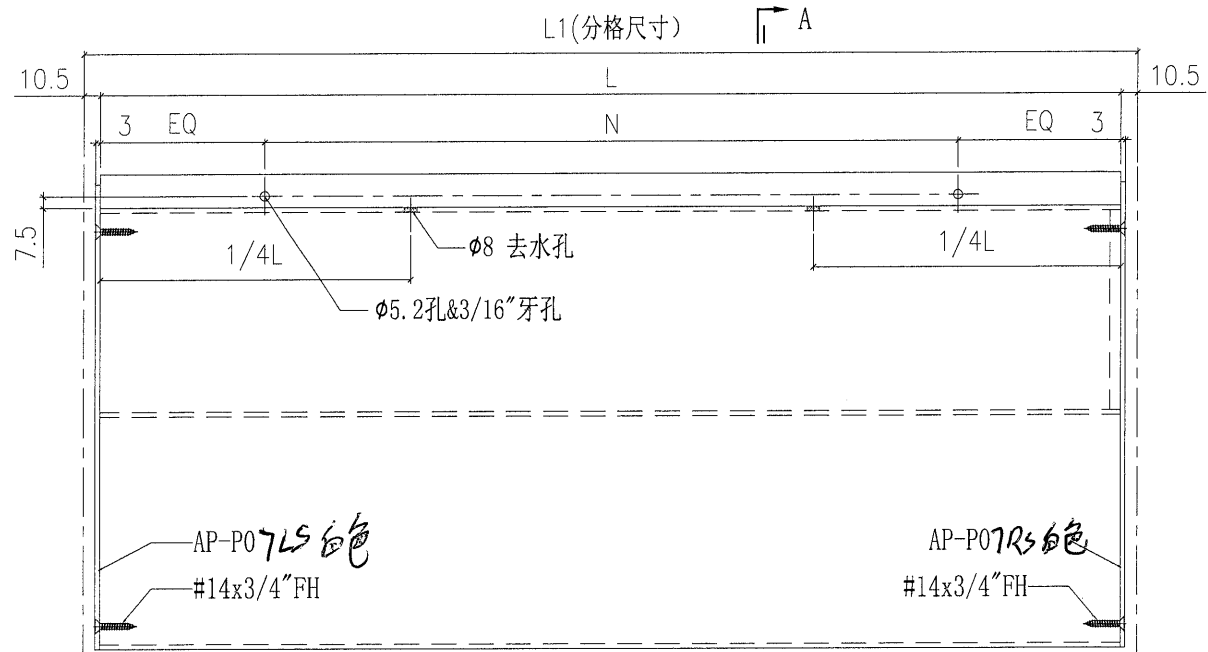 L1(分格尺寸)
A
10.5
L
10.5
3
EQ
N
EQ
3
7.5
1/4L
φ8 去水孔
1/4L
φ5.2孔&3/16"牙孔
AP-P07LS 白色
AP-P07RS 白色
#14x3/4"FH
#14x3/4"FH